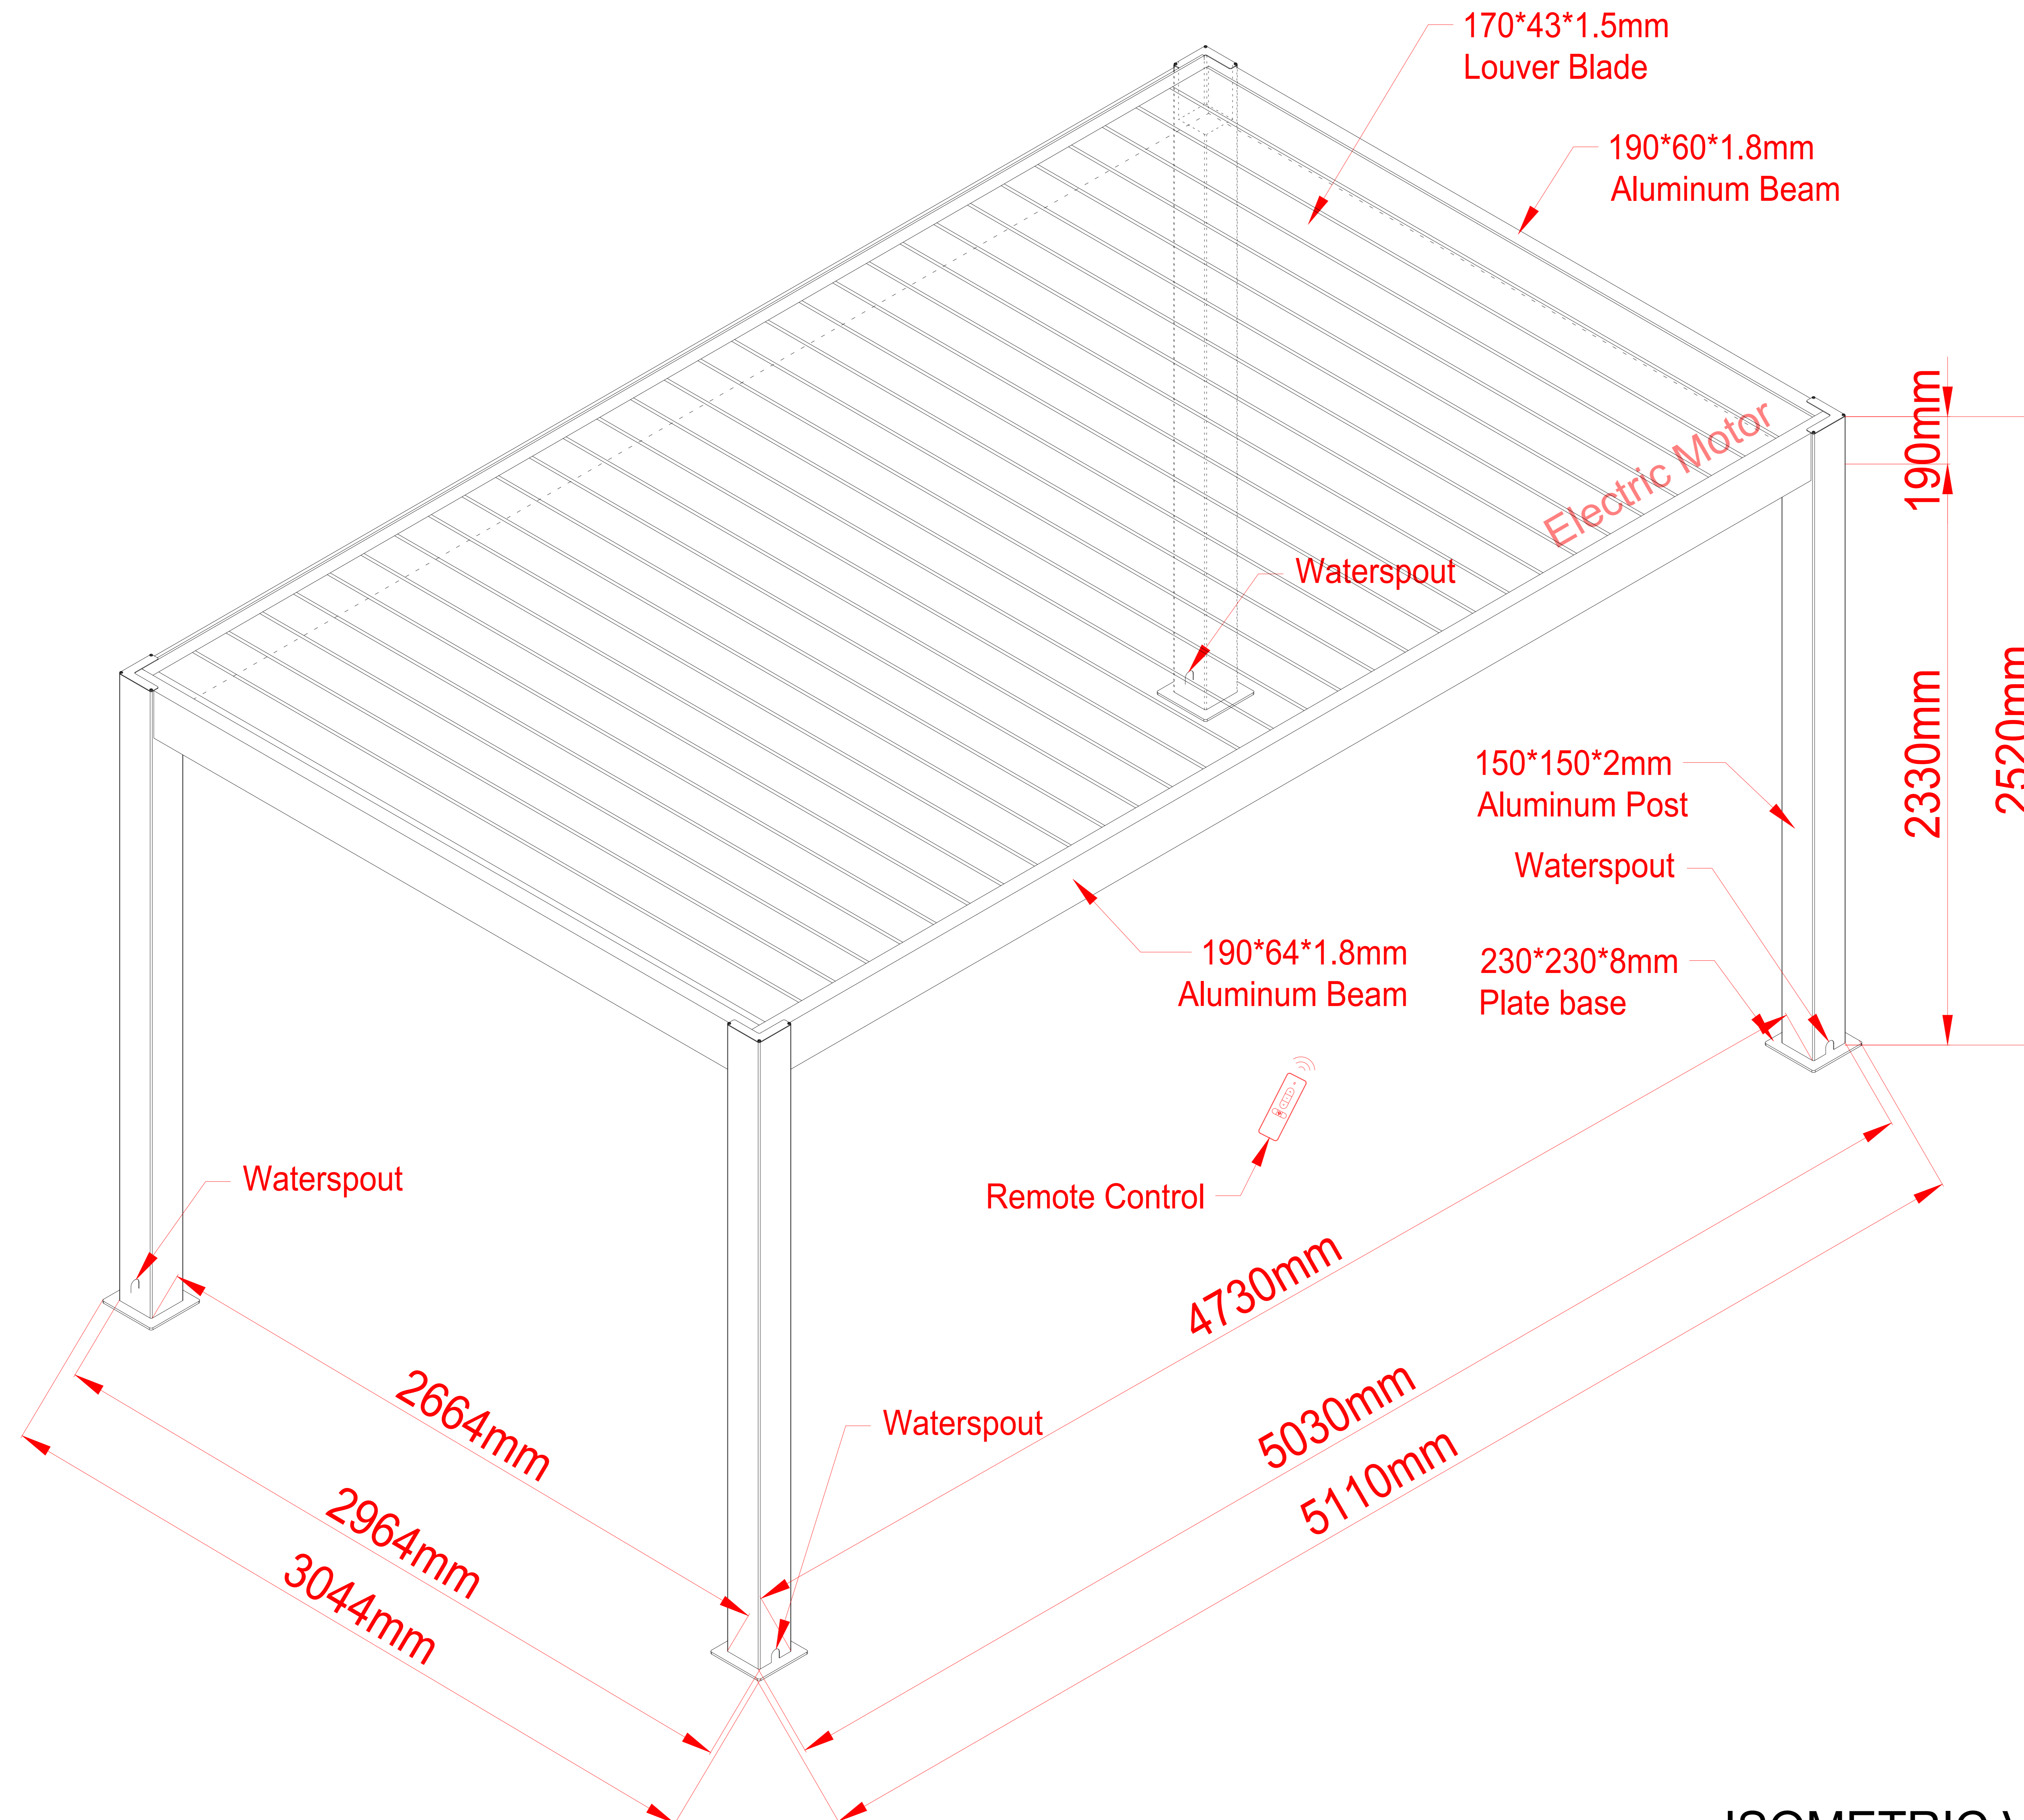 170*43*1.5mm
Louver Blade
190*60*1.8mm
Aluminum Beam
190mm
Electric Motor
Waterspout
2330mm
2520mm
150*150*2mm
Aluminum Post
Waterspout
190*64*1.8mm
Aluminum Beam
230*230*8mm
Plate base
Waterspout
Remote Control
4730mm
2664mm
5030mm
Waterspout
5110mm
2964mm
3044mm
ISOMETRIC